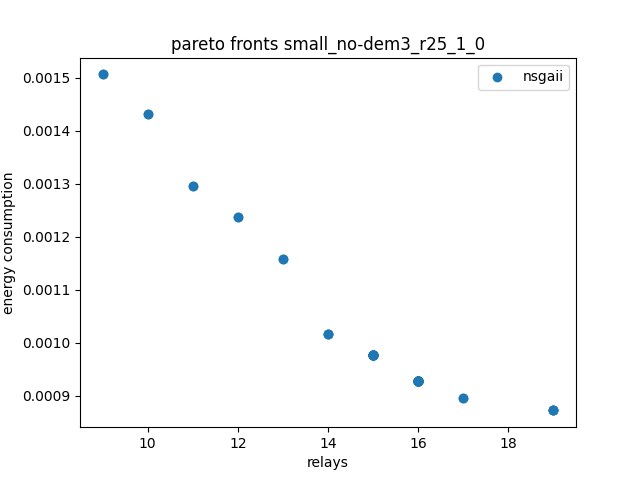 pareto fronts small_no-dem3_r25_1_0
nsgaii
0.0015
0.0014
0.0013
0.0012
0.0011
0.0010
0.0009
energy consumption
10 12 14 16 18
relays